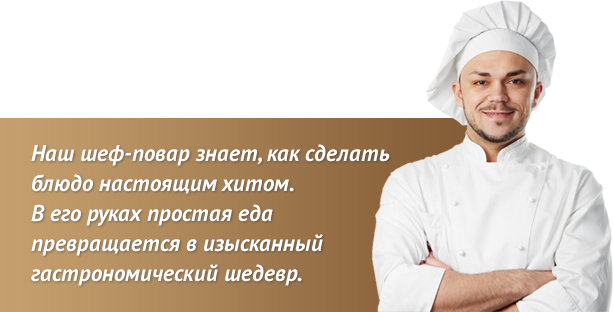 Наш шеф-повар знает, как сделать
блюдо настоящим хитом.
В его руках простая еда
превращается в изысканный
гастрономический шедевр.